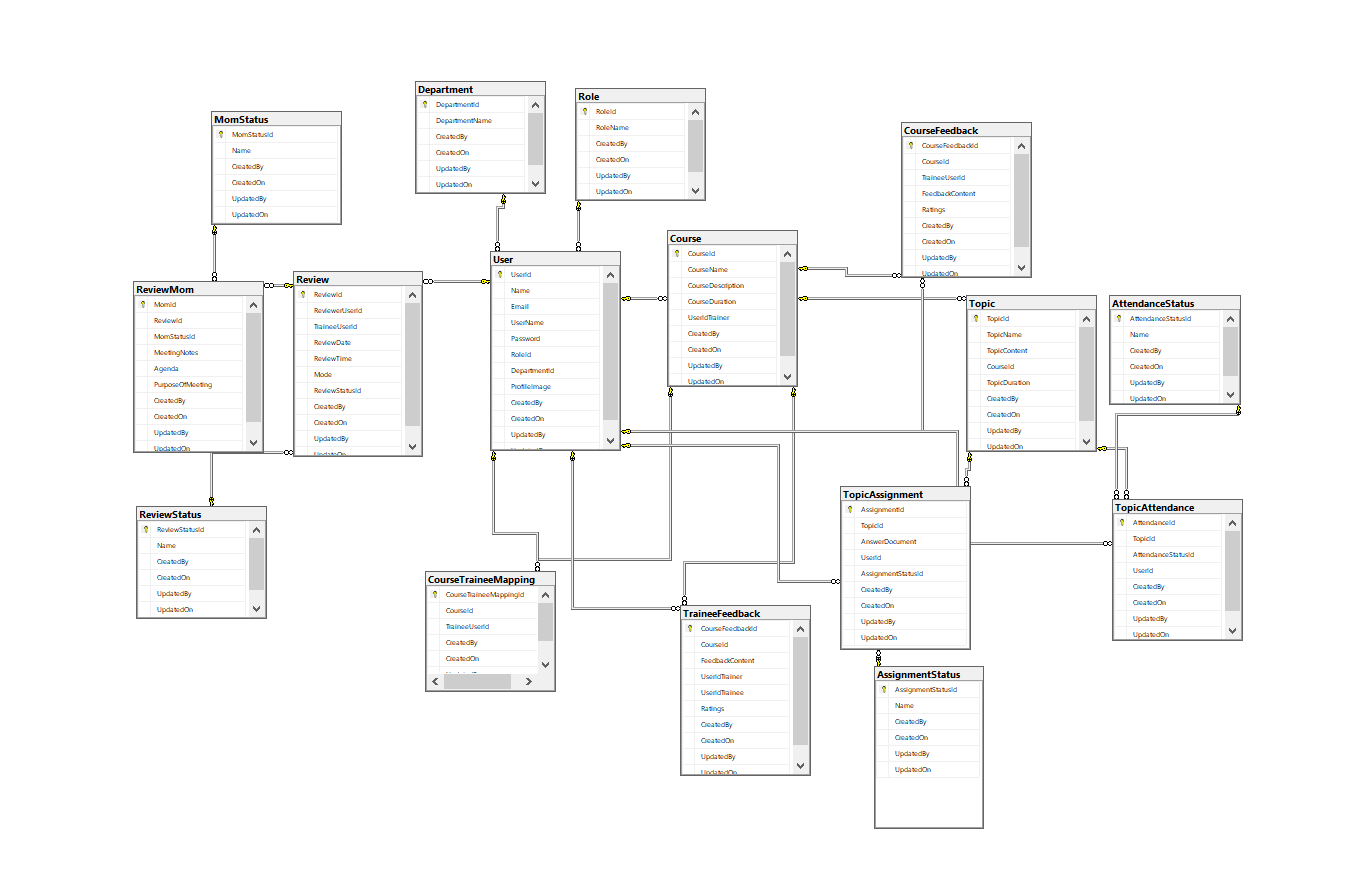 Department
DepartmentId
DepartmentName
CreatedBy
CreatedOn
UpdatedBy
UpdatedOn
Role
RoleId
RoleName
CreatedBy
CreatedOn
UpdatedBy
UpdatedOn
MomStatus
MomStatusId
Name
CreatedBy
CreatedOn
UpdatedBy
UpdatedOn
CourseFeedback
CourseFeedbackId
CourseId
TraineeUserId
FeedbackContent
Ratings
CreatedBy
CreatedOn
UpdatedBy
UpdatedOn
Course
CourseId
CourseName
CourseDescription
CourseDuration
UserIdTrainer
CreatedBy
CreatedOn
UpdatedBy
UpdatedOn
User
UserId
Name
Email
UserName
Password
RoleId
DepartmentId
ProfileImage
CreatedBy
CreatedOn
UpdatedBy
Review
ReviewId
ReviewerUserId
TraineeUserId
ReviewDate
ReviewTime
Mode
ReviewStatusId
CreatedBy
CreatedOn
UpdatedBy
UpdatedOn
ReviewMom
MomId
ReviewId
MomStatusId
MeetingNotes
Agenda
PurposeOfMeeting
CreatedBy
CreatedOn
UpdatedBy
UpdatedOn
Topic
TopicId
TopicName
TopicContent
CourseId
TopicDuration
CreatedBy
CreatedOn
UpdatedBy
UpdatedOn
AttendanceStatus
AttendanceStatusId
Name
CreatedBy
CreatedOn
UpdatedBy
UpdatedOn
TopicAssignment
AssignmentId
TopicId
AnswerDocument
UserId
AssignmentStatusId
CreatedBy
CreatedOn
UpdatedBy
UpdatedOn
TopicAttendance
AttendanceId
TopicId
AttendanceStatusId
UserId
CreatedBy
CreatedOn
UpdatedBy
UpdatedOn
ReviewStatus
ReviewStatusId
Name
CreatedBy
CreatedOn
UpdatedBy
UpdatedOn
CourseTraineeMapping
CourseTraineeMappingId
CourseId
TraineeUserId
CreatedBy
CreatedOn
TraineeFeedback
CourseFeedbackId
CourseId
FeedbackContent
UserIdTrainer
UserIdTrainee
Ratings
CreatedBy
CreatedOn
UpdatedBy
UpdatedOn
AssignmentStatus
AssignmentStatusId
Name
CreatedBy
CreatedOn
UpdatedBy
UpdatedOn